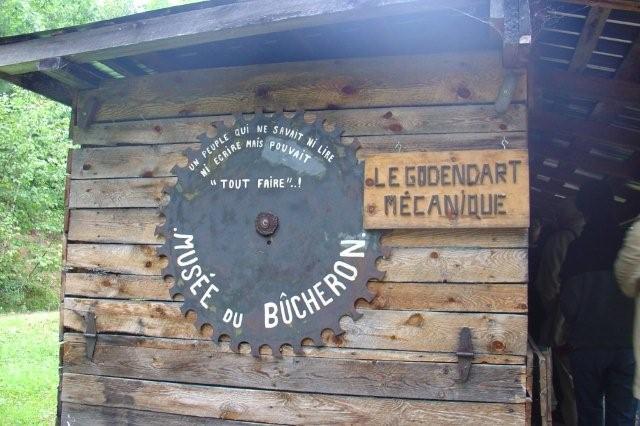 UN PEUPLE QUI NE SAVAIT NI LIRE
NI ECRIRE MAIS POUVAIT
"TOUT FAIRE"..!
MUSÉE DU BÛCHERON
LE GODENDART
MÉCANIQUE